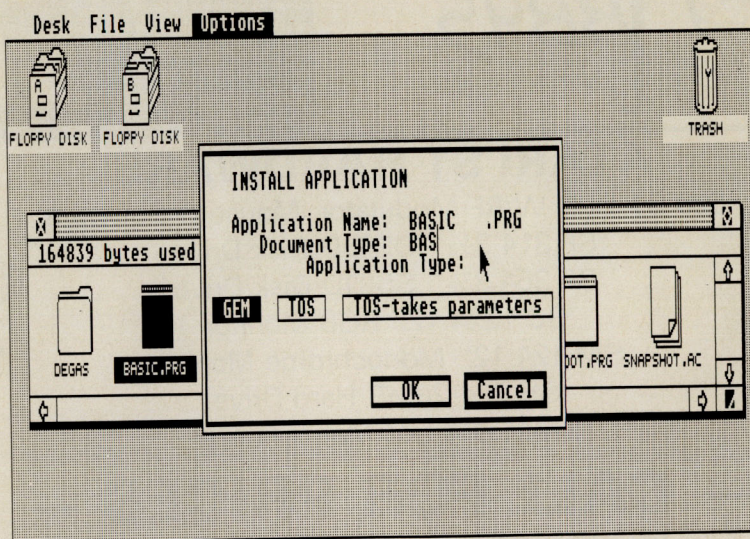 Desk File View Options
A
B
FLOPPY DISK FLOPPY DISK
TRASH
INSTALL APPLICATION
Application Name: BASIC .PRG
Document Type: BAS
Application Type:
GEM TOS TOS-takes parameters
OK Cancel
164839 bytes used
DEGAS BASIC.PRG
OOT.PRG SNAPSHOT.AC